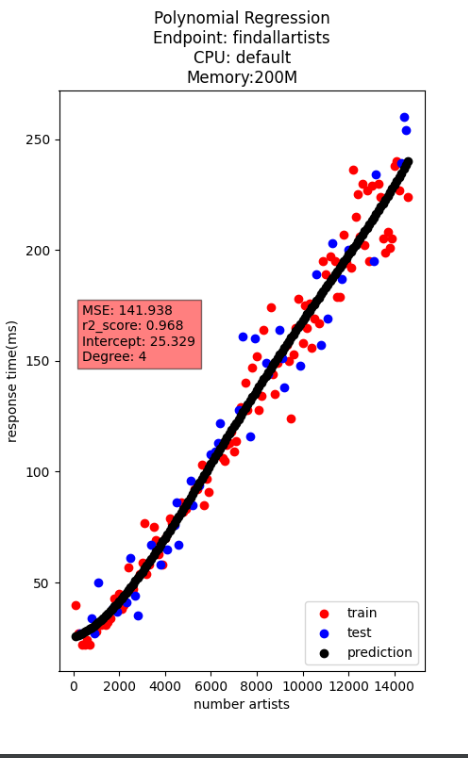 Polynomial Regression
Endpoint: findallartists
CPU: default
Memory:200M
250
200
150
100
50
response time(ms)
MSE: 141.938
r2_score: 0.968
Intercept: 25.329
Degree: 4
train
test
prediction
0 2000 4000 6000 8000 10000 12000 14000
number artists